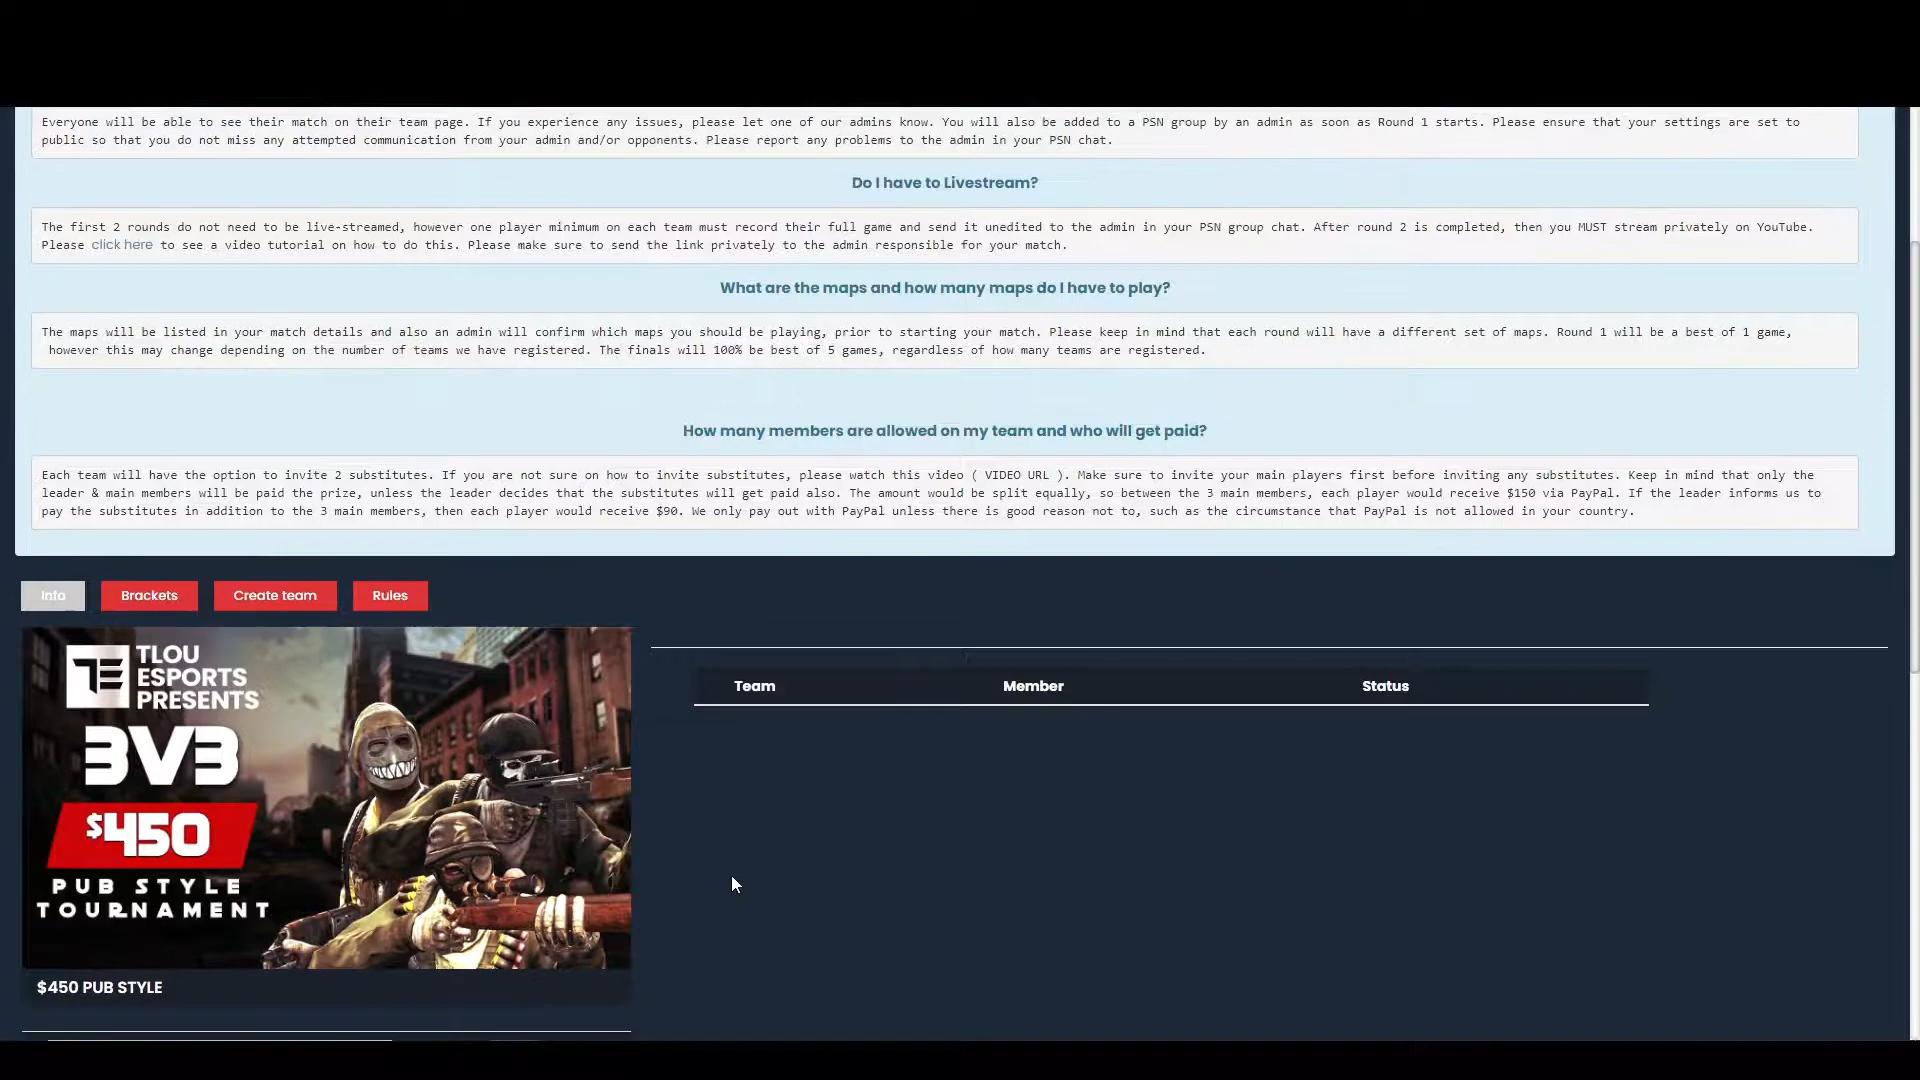 Everyone will be able to see their match on their team page. If you experience any issues, please let one of our admins know. You will also be added to a PSN group by an admin as soon as Round 1 starts. Please ensure that your settings are set to
public so that you do not miss any attempted communication from your admin and/or opponents. Please report any problems to the admin in your PSN chat.
Do I have to Livestream?
The first 2 rounds do not need to be live-streamed, however one player minimum on each team must record their full game and send it unedited to the admin in your PSN group chat. After round 2 is completed, then you MUST stream privately on YouTube.
Please click here to see a video tutorial on how to do this. Please make sure to send the link privately to the admin responsible for your match.
What are the maps and how many maps do I have to play?
The maps will be listed in your match details and also an admin will confirm which maps you should be playing, prior to starting your match. Please keep in mind that each round will have a different set of maps. Round 1 will be a best of 1 game,
however this may change depending on the number of teams we have registered. The finals will 100% be best of 5 games, regardless of how many teams are registered.
How many members are allowed on my team and who will get paid?
Each team will have the option to invite 2 substitutes. If you are not sure on how to invite substitutes, please watch this video ( VIDEO URL ). Make sure to invite your main players first before inviting any substitutes. Keep in mind that only the
leader & main members will be paid the prize, unless the leader decides that the substitutes will get paid also. The amount would be split equally, so between the 3 main members, each player would receive $150 via PayPal. If the leader informs us to
pay the substitutes in addition to the 3 main members, then each player would receive $90. We only pay out with PayPal unless there is good reason not to, such as the circumstance that PayPal is not allowed in your country.
Info Brackets Create team Rules
TLOU
ESPORTS
PRESENTS
3V3
$450
PUB STYLE
TOURNAMENT
$450 PUB STYLE
Team Member Status